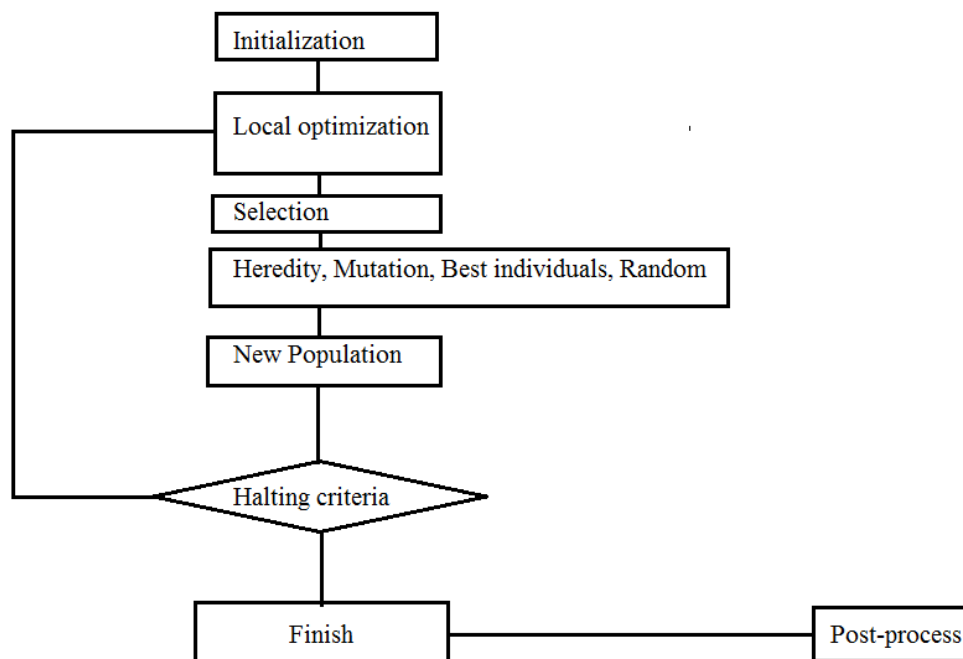 Initialization
Local optimization
Selection
Heredity, Mutation, Best individuals, Random
New Population
Halting criteria
Finish
Post-process